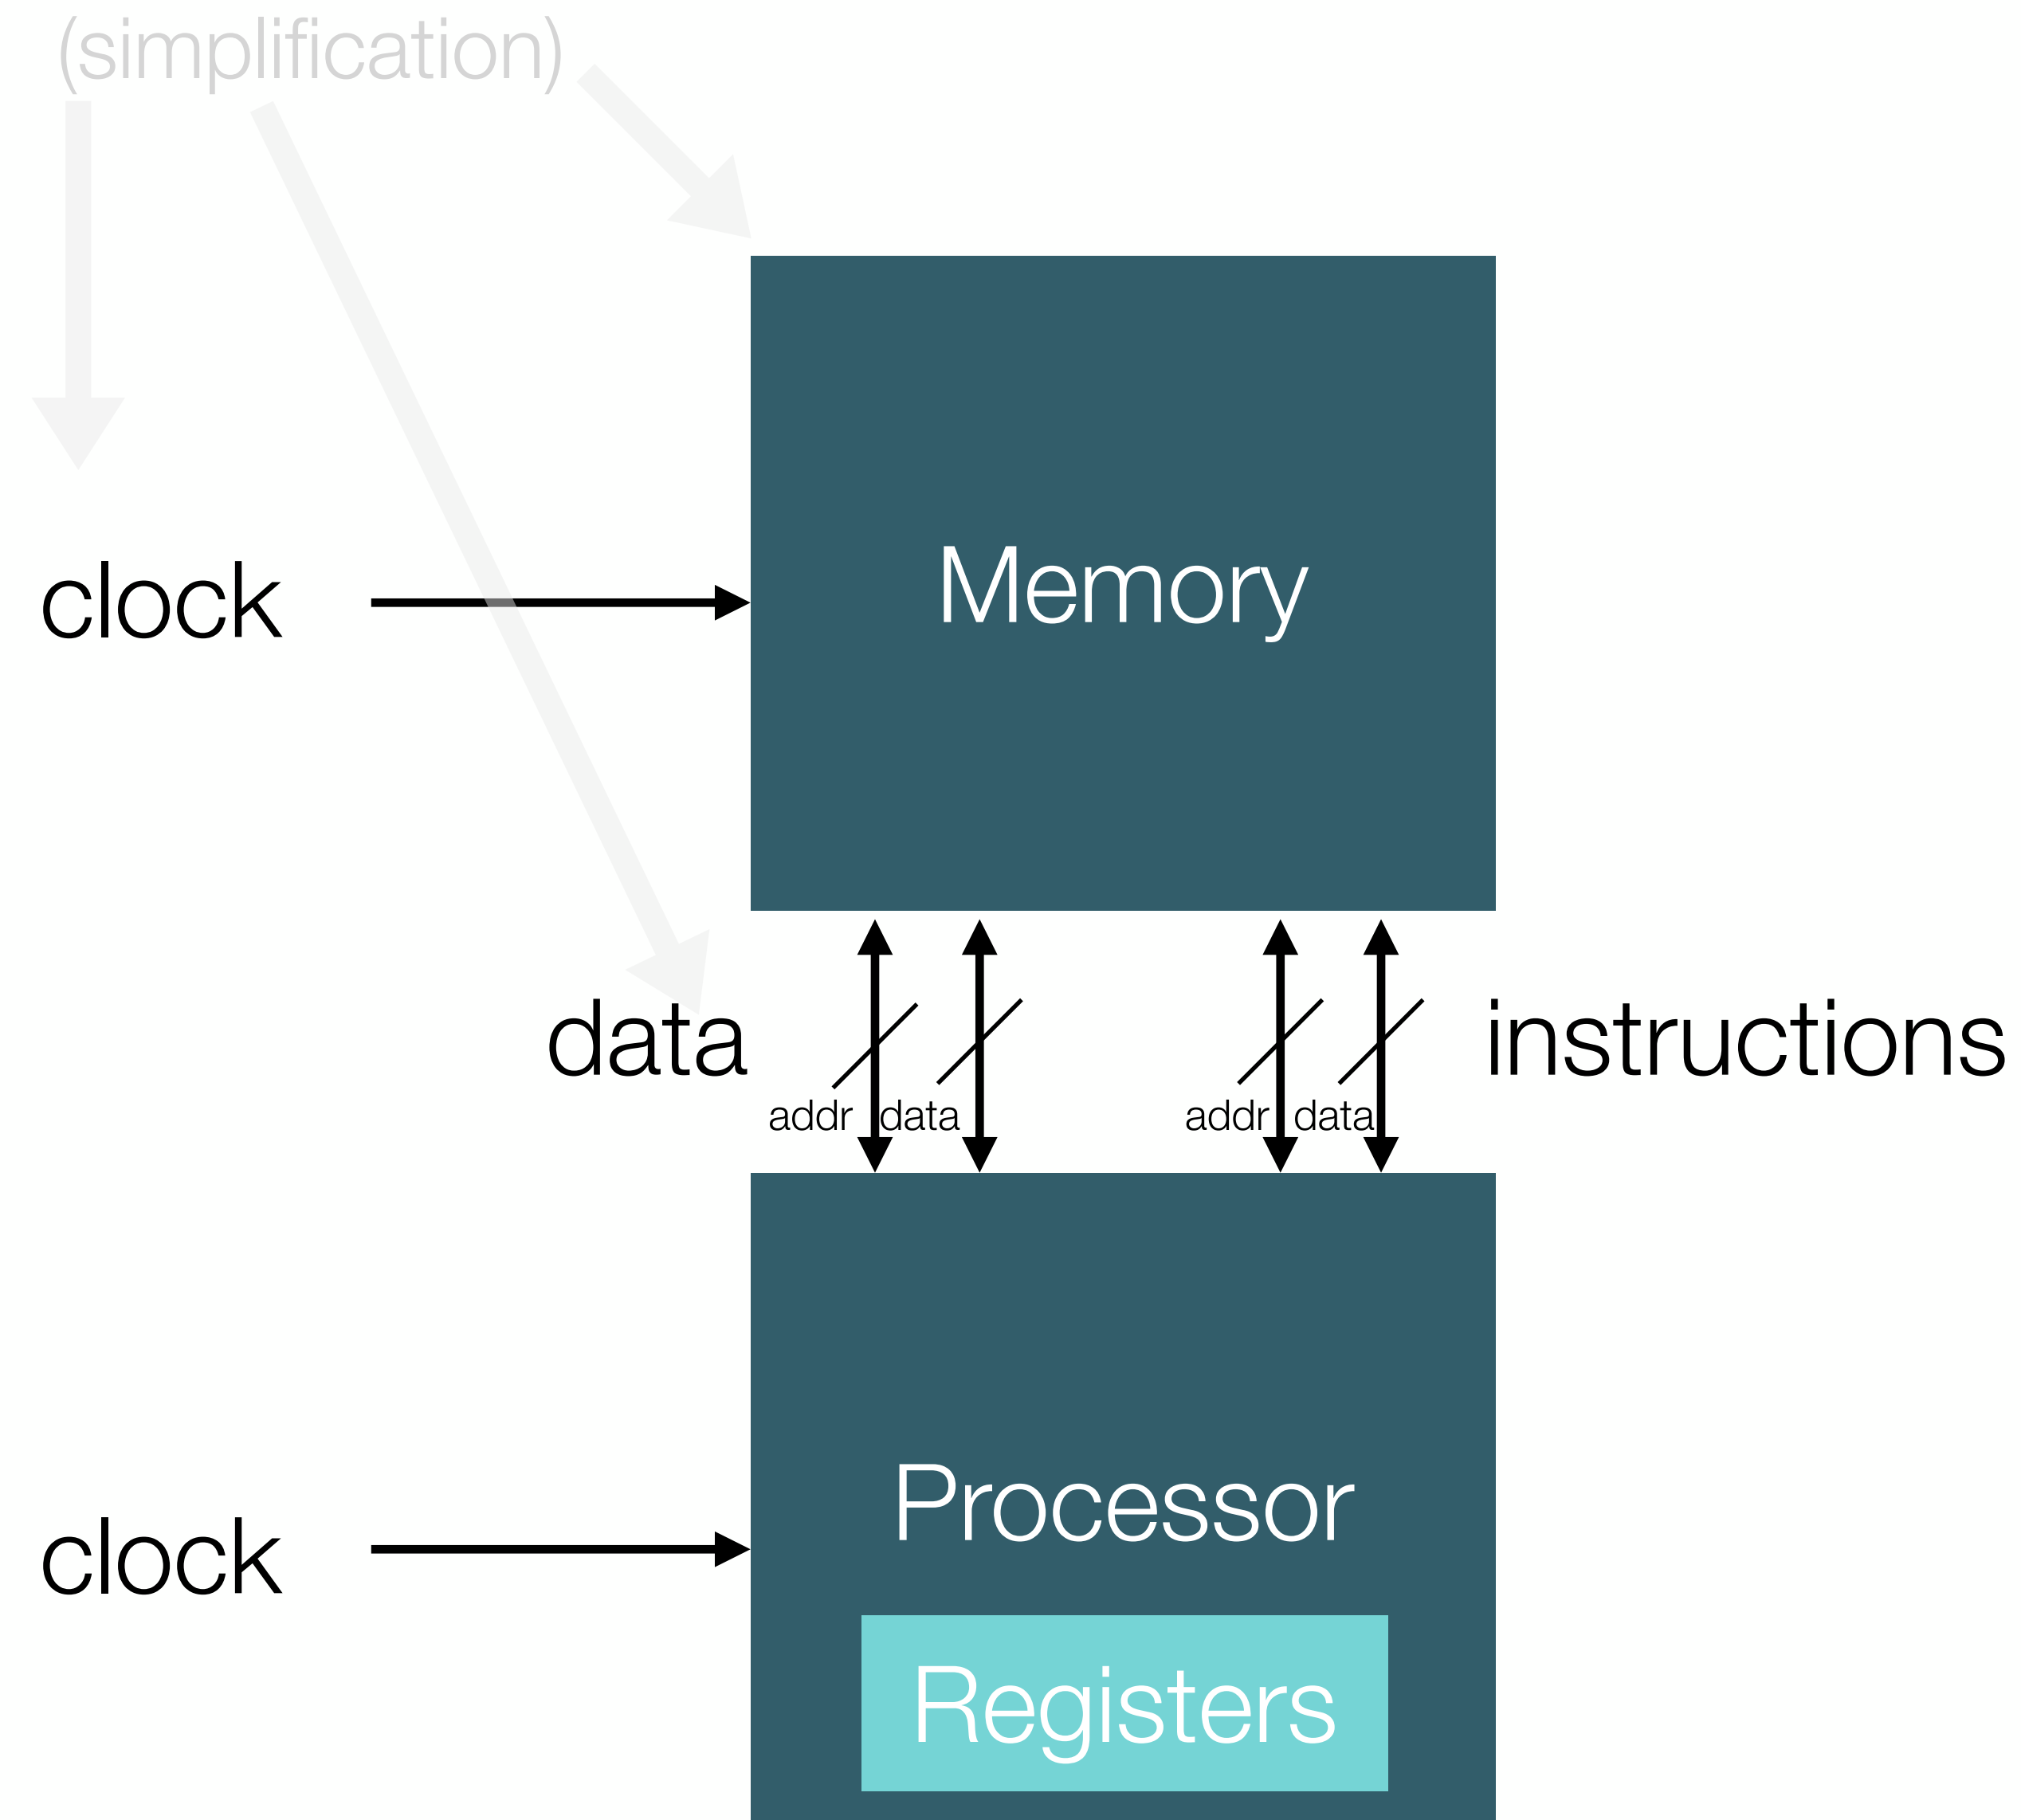 (simplification)
clock
Memory
data
instructions
addr data
addr data
Processor
clock
Registers